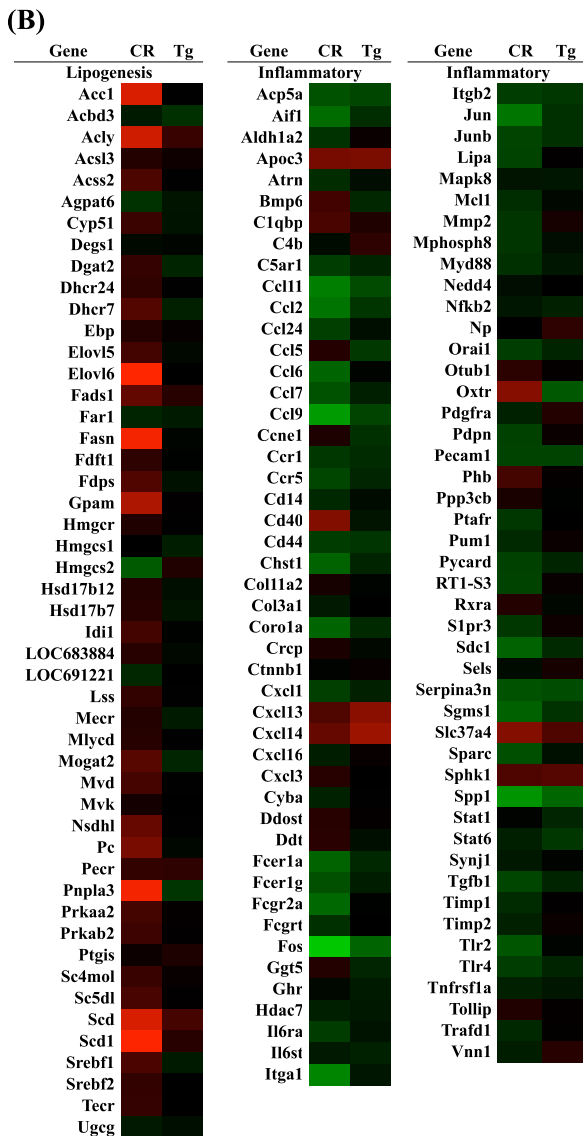 (B)
Gene CR Tg
Lipogenesis
Acc1
Acbd3
Acly
Acsl3
Acss2
Agpat6
Cyp51
Degs1
Dgat2
Dhcr24
Dhcr7
Ebp
Elovl5
Elovl6
Fads1
Far1
Fasn
Fdft1
Fdps
Gpam
Hmgcr
Hmgcs1
Hmgcs2
Hsd17b12
Hsd17b7
Idi1
LOC683884
LOC691221
Lss
Mecr
Mlycd
Mogat2
Mvd
Mvk
Nsdhl
Pc
Pecr
Pnpla3
Prkaa2
Prkab2
Ptgis
Sc4mol
Sc5dl
Scd
Scd1
Srebf1
Srebf2
Tecr
Ugcg
Gene CR Tg
Inflammatory
Acp5a
Aif1
Aldh1a2
Apoc3
Atrn
Bmp6
C1qbp
C4b
C5ar1
Ccl11
Ccl2
Ccl24
Ccl5
Ccl6
Ccl7
Ccl9
Ccne1
Ccr1
Ccr5
Cd14
Cd40
Cd44
Chst1
Col11a2
Col3a1
Coro1a
Crcp
Ctnnb1
Cxcl1
Cxcl13
Cxcl14
Cxcl16
Cxcl3
Cyba
Ddost
Ddt
Fcer1a
Fcer1g
Fcgr2a
Fcgrt
Fos
Ggt5
Ghr
Hdac7
Il6ra
Il6st
Itga1
Gene CR Tg
Inflammatory
Itgb2
Jun
Junb
Lipa
Mapk8
Mcl1
Mmp2
Mphosph8
Myd88
Nedd4
Nfkb2
Np
Orai1
Otub1
Oxtr
Pdgfra
Pdpn
Pecam1
Phb
Ppp3cb
Ptafr
Pum1
Pycard
RT1-S3
Rxra
S1pr3
Sdc1
Sels
Serpina3n
Sgms1
Slc37a4
Sparc
Sphk1
Spp1
Stat1
Stat6
Synj1
Tgfb1
Timp1
Timp2
Tlr2
Tlr4
Tnfrsf1a
Tollip
Trafd1
Vnn1